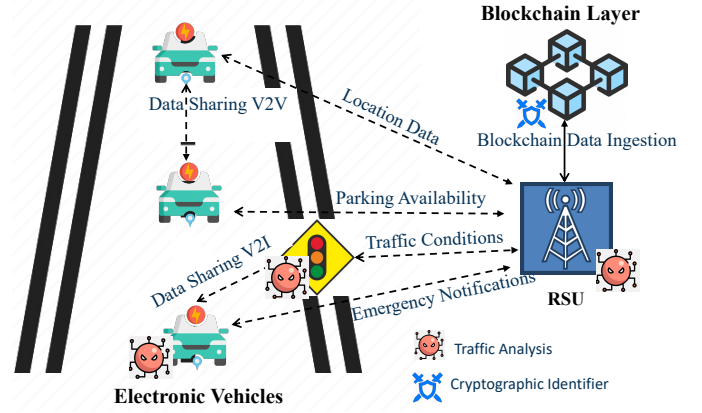 Blockchain Layer
Data Sharing V2V
Location Data
Blockchain Data Ingestion
Parking Availability
Traffic Conditions
Data Sharing V2I
Emergency Notifications
RSU
Traffic Analysis
Cryptographic Identifier
Electronic Vehicles